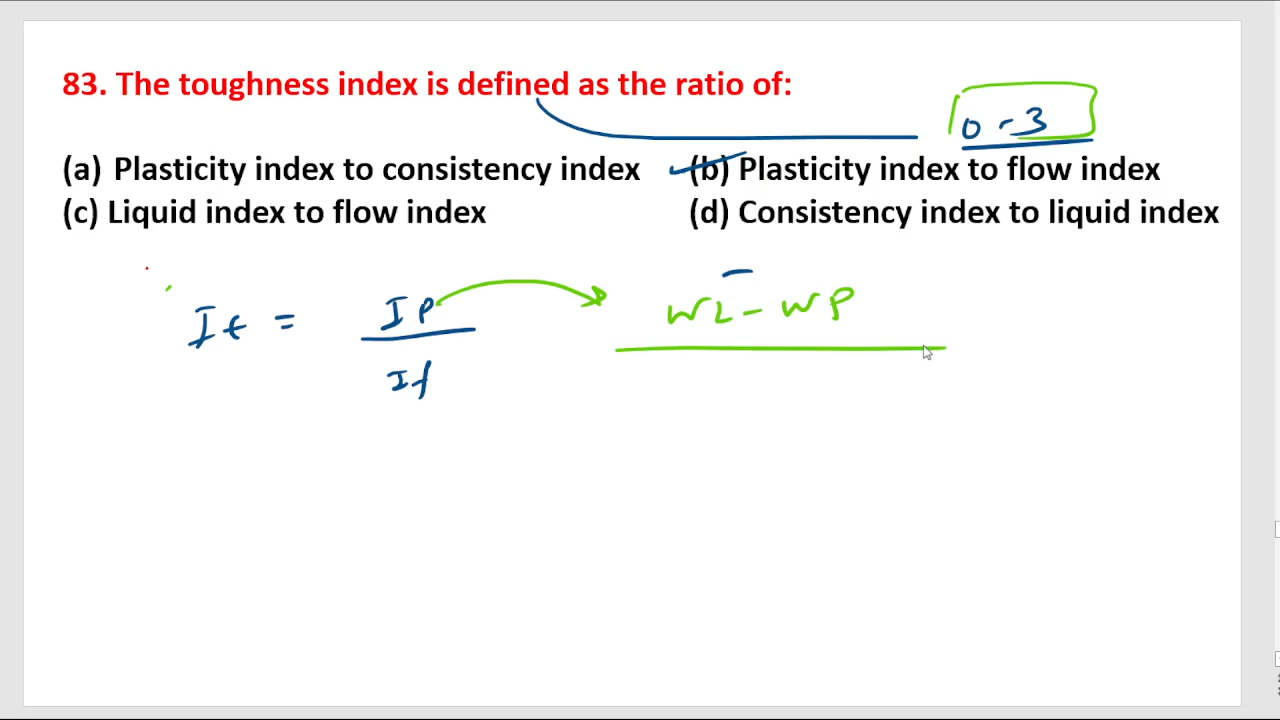 83. The toughness index is defined as the ratio of:
0 - 3
(a) Plasticity index to consistency index (b) Plasticity index to flow index
(c) Liquid index to flow index (d) Consistency index to liquid index
It = IP WL - WP
If